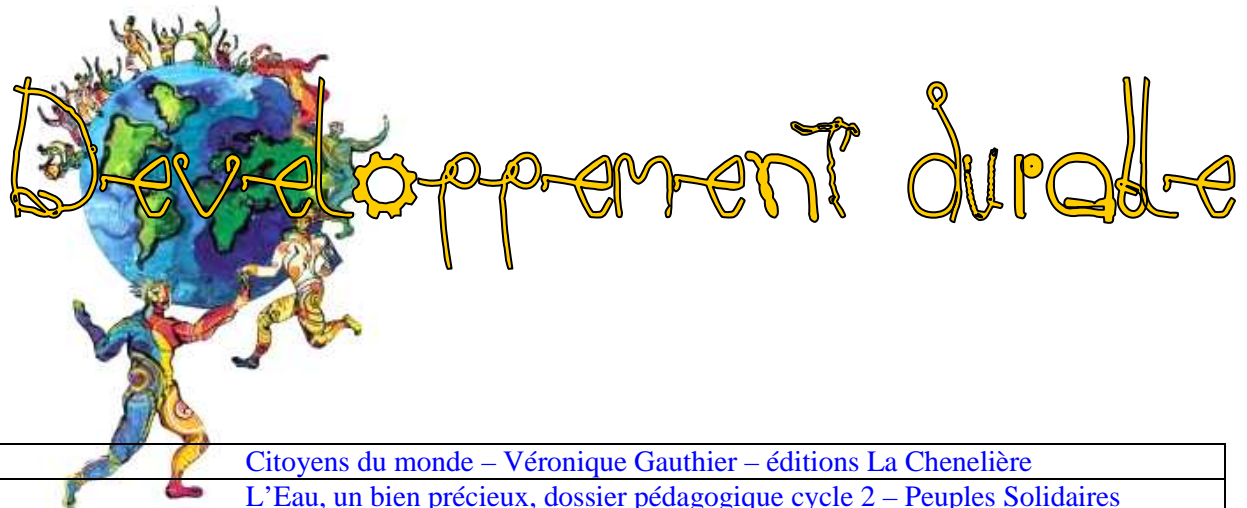 Developpement durable
Citoyens du monde – Véronique Gauthier – éditions La Chenelière
L'Eau, un bien précieux, dossier pédagogique cycle 2 – Peuples Solidaires